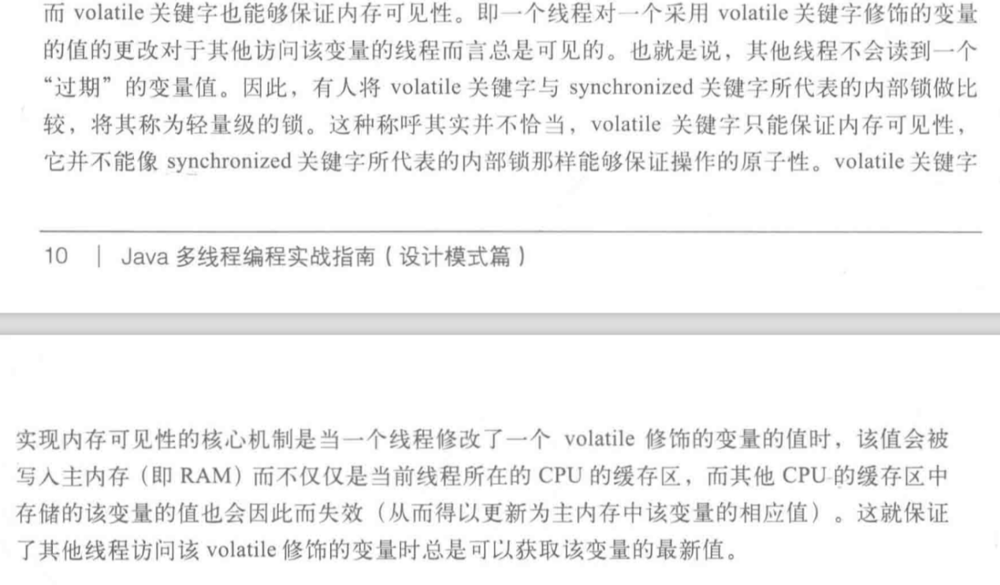 而 volatile 关键字也能够保证内存可见性。即一个线程对一个采用 volatile 关键字修饰的变量
的值的更改对于其他访问该变量的线程而言总是可见的。也就是说，其他线程不会读到一个
“过期”的变量值。因此，有人将 volatile 关键字与 synchronized 关键字所代表的内部锁做比
较，将其称为轻量级的锁。这种称呼其实并不恰当，volatile 关键字只能保证内存可见性，
它并不能像 synchronized 关键字所代表的内部锁那样能够保证操作的原子性。volatile 关键字
10 | Java 多线程编程实战指南（设计模式篇）
实现内存可见性的核心机制是当一个线程修改了一个 volatile 修饰的变量的值时，该值会被
写入主内存（即 RAM）而不仅仅是当前线程所在的 CPU 的缓存区，而其他 CPU 的缓存区中
存储的该变量的值也会因此而失效（从而得以更新为主内存中该变量的相应值）。这就保证
了其他线程访问该 volatile 修饰的变量时总是可以获取该变量的最新值。